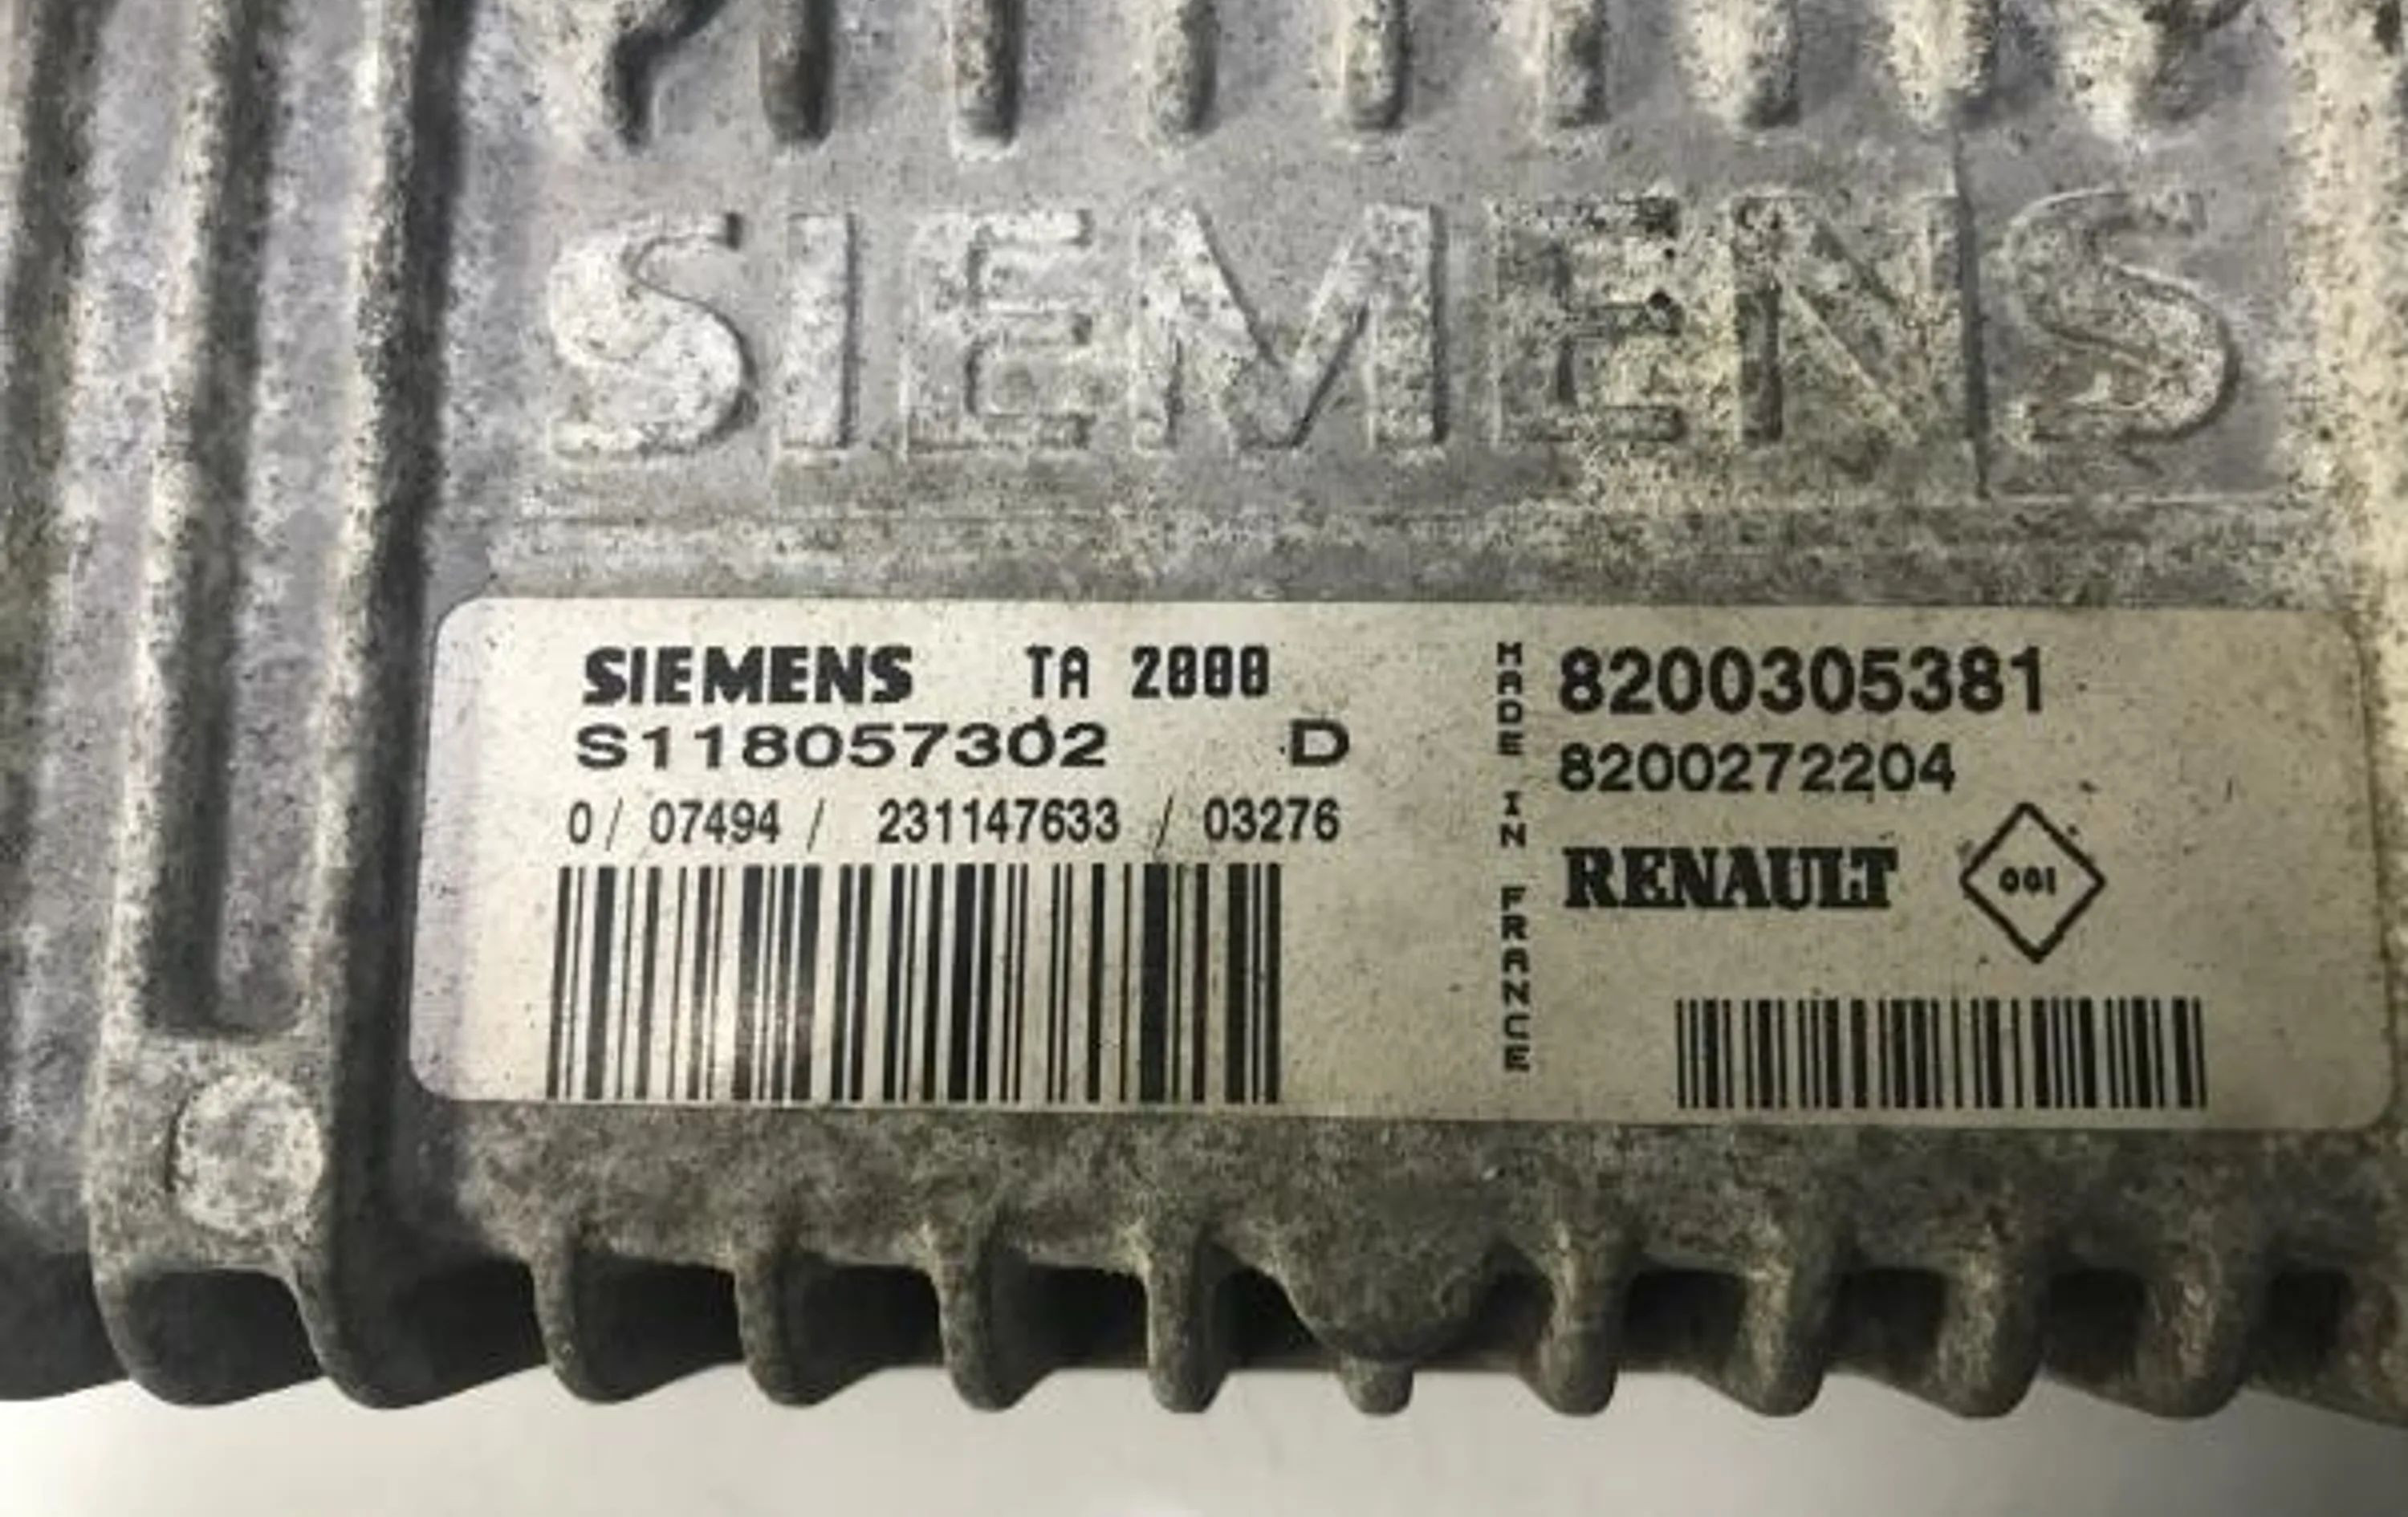 SIEMENS
SIEMENS TA 2000
S118057302 D
0/ 07494 / 231147633 / 03276
MADE IN FRANCE
8200305381
8200272204
RENAULT
001